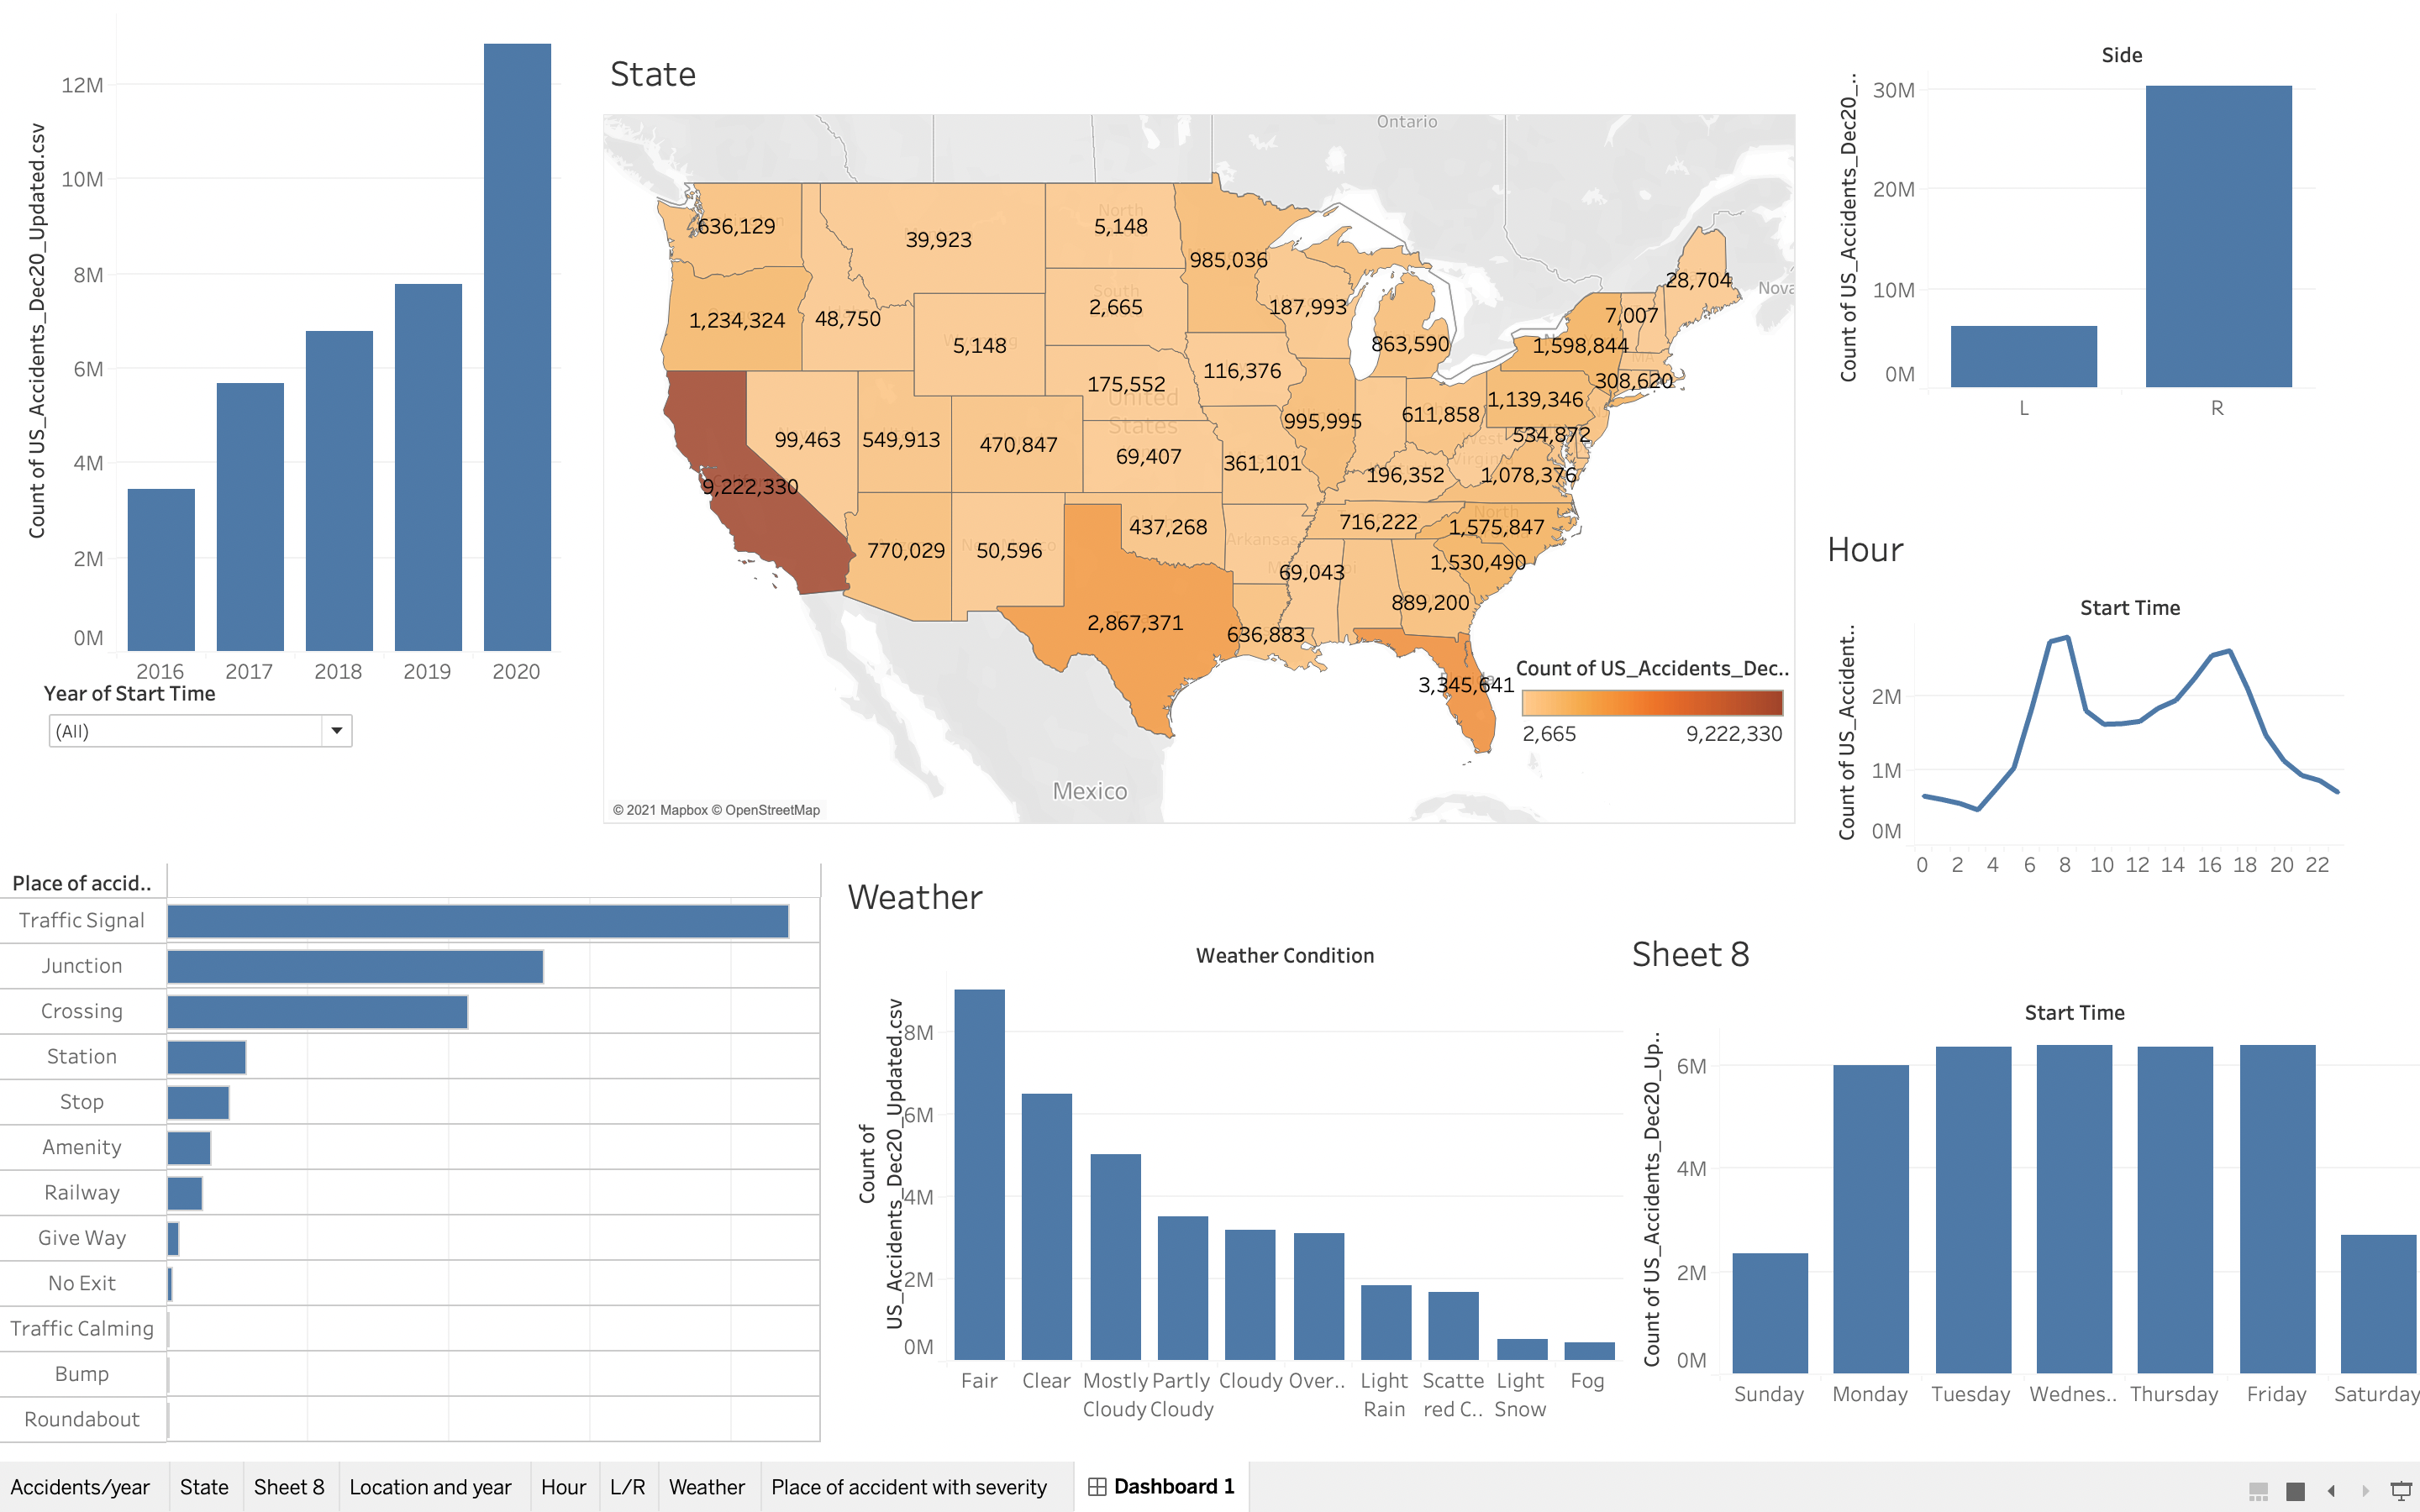 Count of US_Accidents_Dec20_Updated.csv
12M
10M
8M
6M
4M
2M
0M
2016 2017 2018 2019 2020
Year of Start Time
(All)
State
Ontario
Nova
North
South
United
States
West
Virginia
North
Arkansas
MA
Mexico
636,129
39,923
5,148
985,036
28,704
1,234,324
48,750
2,665
187,993
7,007
5,148
863,590
1,598,844
175,552
116,376
308,620
99,463
549,913
470,847
995,995
611,858
1,139,346
534,872
69,407
361,101
196,352
1,078,376
9,222,330
770,029
50,596
437,268
716,222
1,575,847
69,043
1,530,490
889,200
2,867,371
636,883
3,345,641
Count of US_Accidents_Dec..
2,665 9,222,330
© 2021 Mapbox © OpenStreetMap
Side
Count of US_Accidents_Dec20_..
30M
20M
10M
0M
L R
Hour
Start Time
Count of US_Accident..
2M
1M
0M
0 2 4 6 8 10 12 14 16 18 20 22
Place of accid..
Traffic Signal
Junction
Crossing
Station
Stop
Amenity
Railway
Give Way
No Exit
Traffic Calming
Bump
Roundabout
Weather
Weather Condition
Count of
US_Accidents_Dec20_Updated.csv
8M
6M
4M
2M
0M
Fair Clear Mostly Partly Cloudy Over.. Light Scatte Light Fog
Cloudy Cloudy Rain red C.. Snow
Sheet 8
Start Time
Count of US_Accidents_Dec20_Up..
6M
4M
2M
0M
Sunday Monday Tuesday Wednes.. Thursday Friday Saturday
Accidents/year State Sheet 8 Location and year Hour L/R Weather Place of accident with severity Dashboard 1